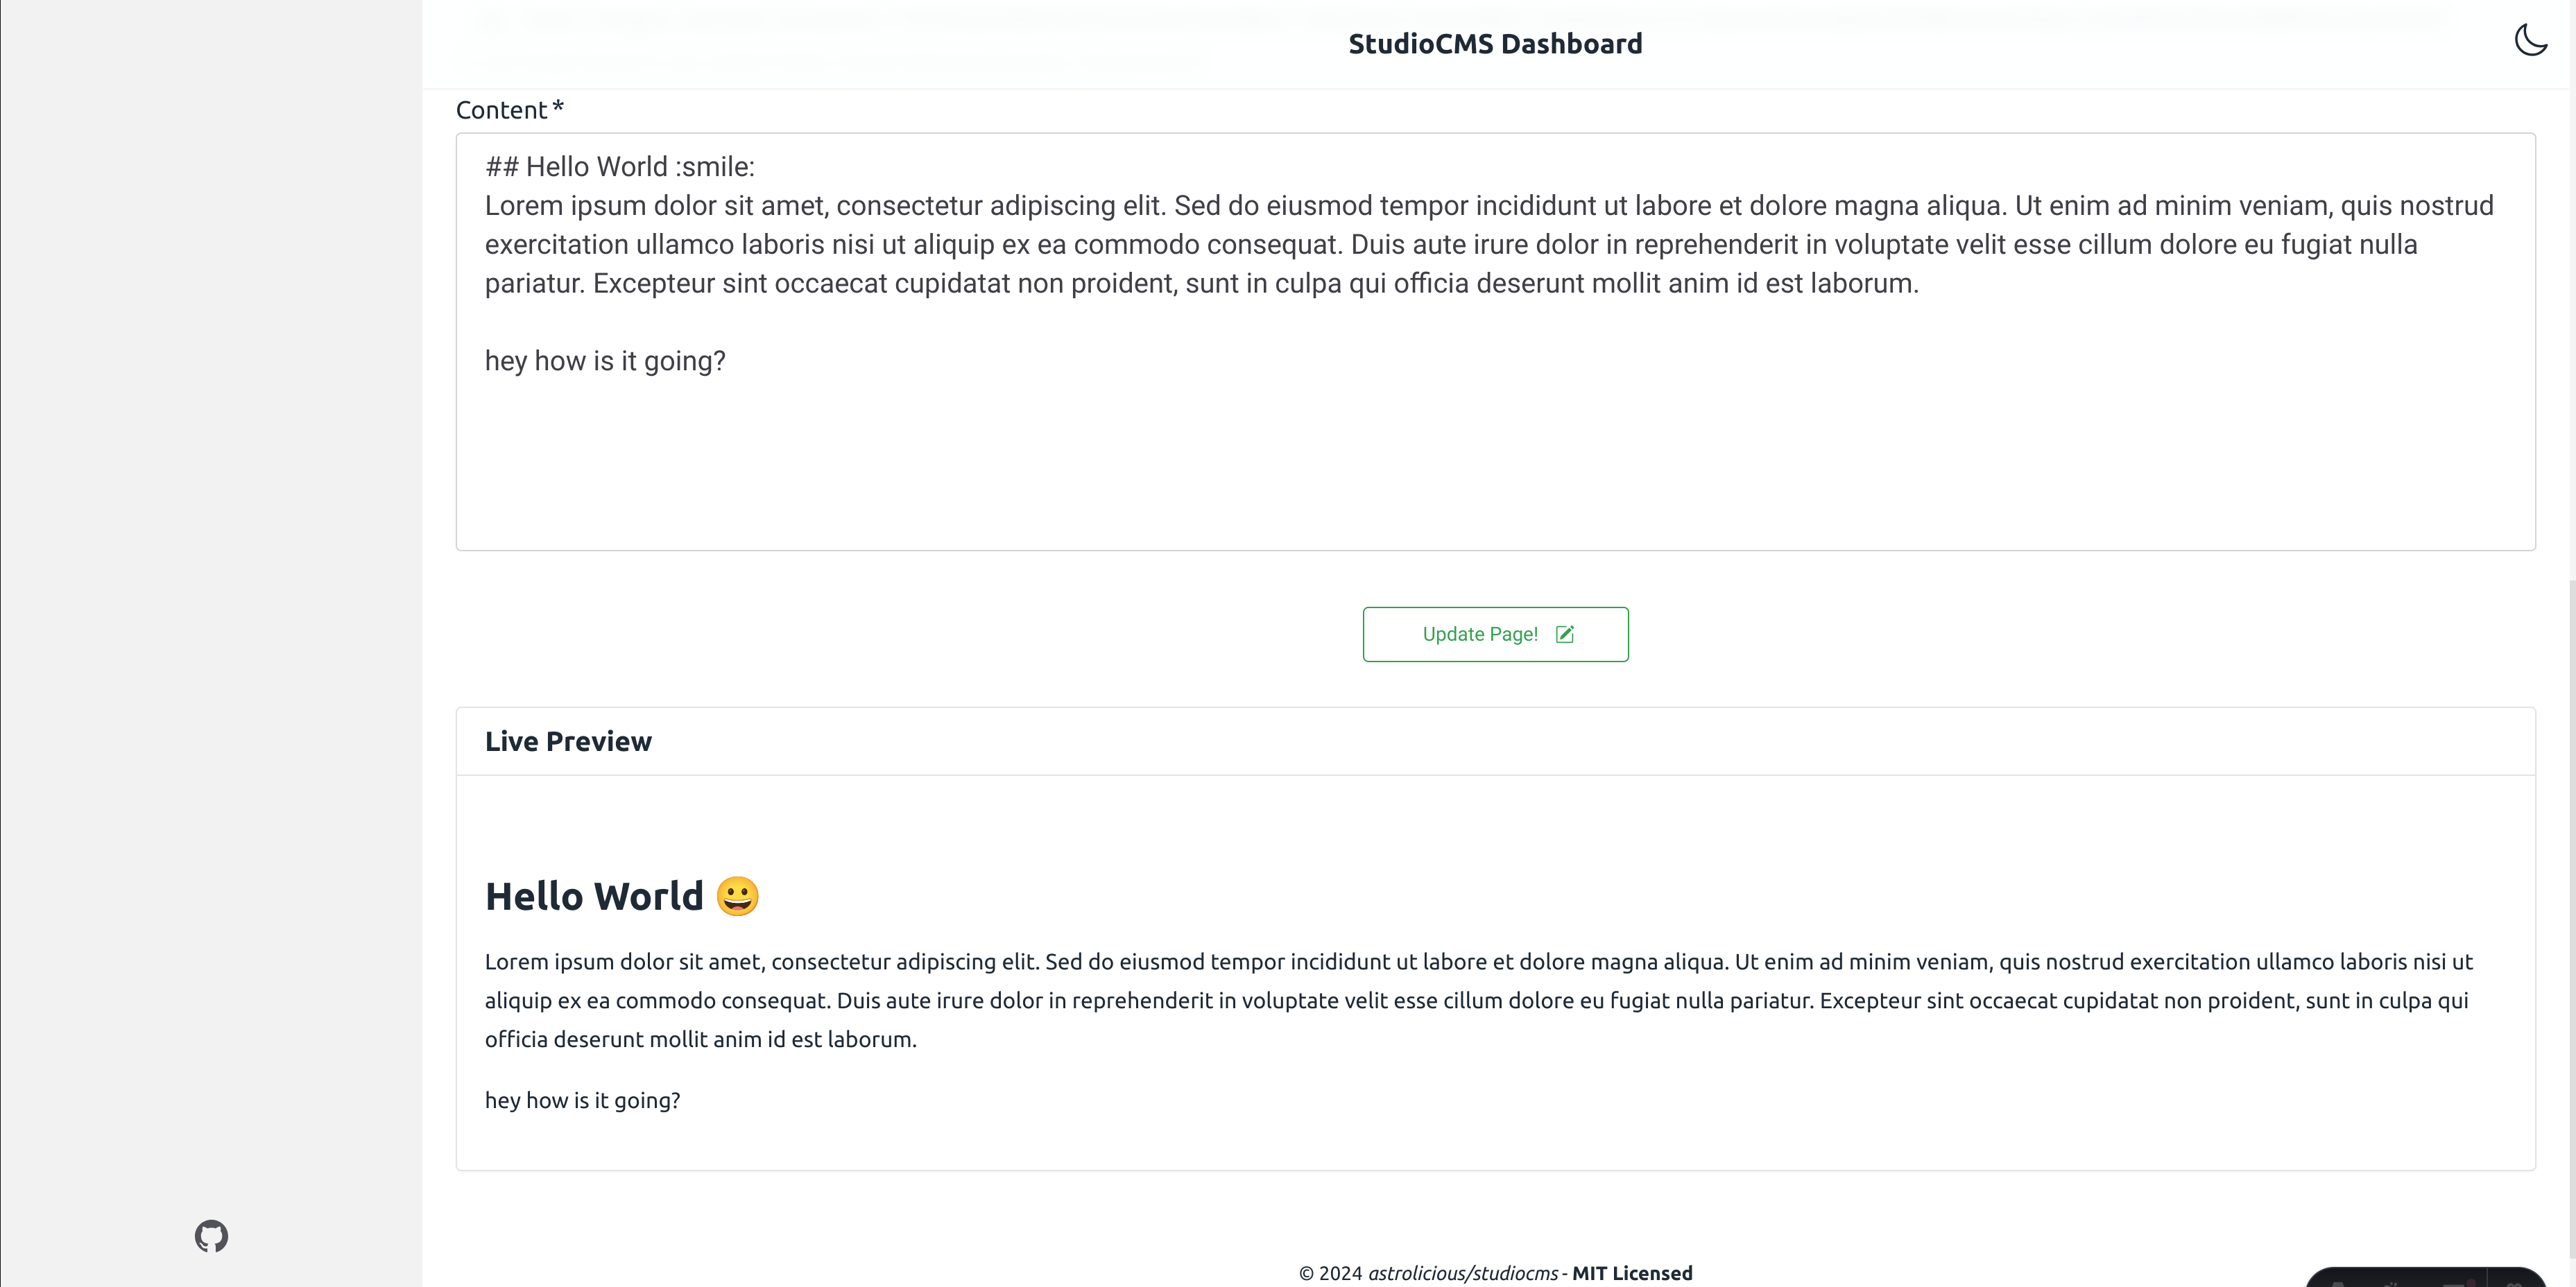 StudioCMS Dashboard
Content *
## Hello World :smile:
Lorem ipsum dolor sit amet, consectetur adipiscing elit. Sed do eiusmod tempor incididunt ut labore et dolore magna aliqua. Ut enim ad minim veniam, quis nostrud
exercitation ullamco laboris nisi ut aliquip ex ea commodo consequat. Duis aute irure dolor in reprehenderit in voluptate velit esse cillum dolore eu fugiat nulla
pariatur. Excepteur sint occaecat cupidatat non proident, sunt in culpa qui officia deserunt mollit anim id est laborum.
hey how is it going?
Update Page!
Live Preview
Hello World 😀
Lorem ipsum dolor sit amet, consectetur adipiscing elit. Sed do eiusmod tempor incididunt ut labore et dolore magna aliqua. Ut enim ad minim veniam, quis nostrud exercitation ullamco laboris nisi ut
aliquip ex ea commodo consequat. Duis aute irure dolor in reprehenderit in voluptate velit esse cillum dolore eu fugiat nulla pariatur. Excepteur sint occaecat cupidatat non proident, sunt in culpa qui
officia deserunt mollit anim id est laborum.
hey how is it going?
© 2024 astrolicious/studiocms - MIT Licensed